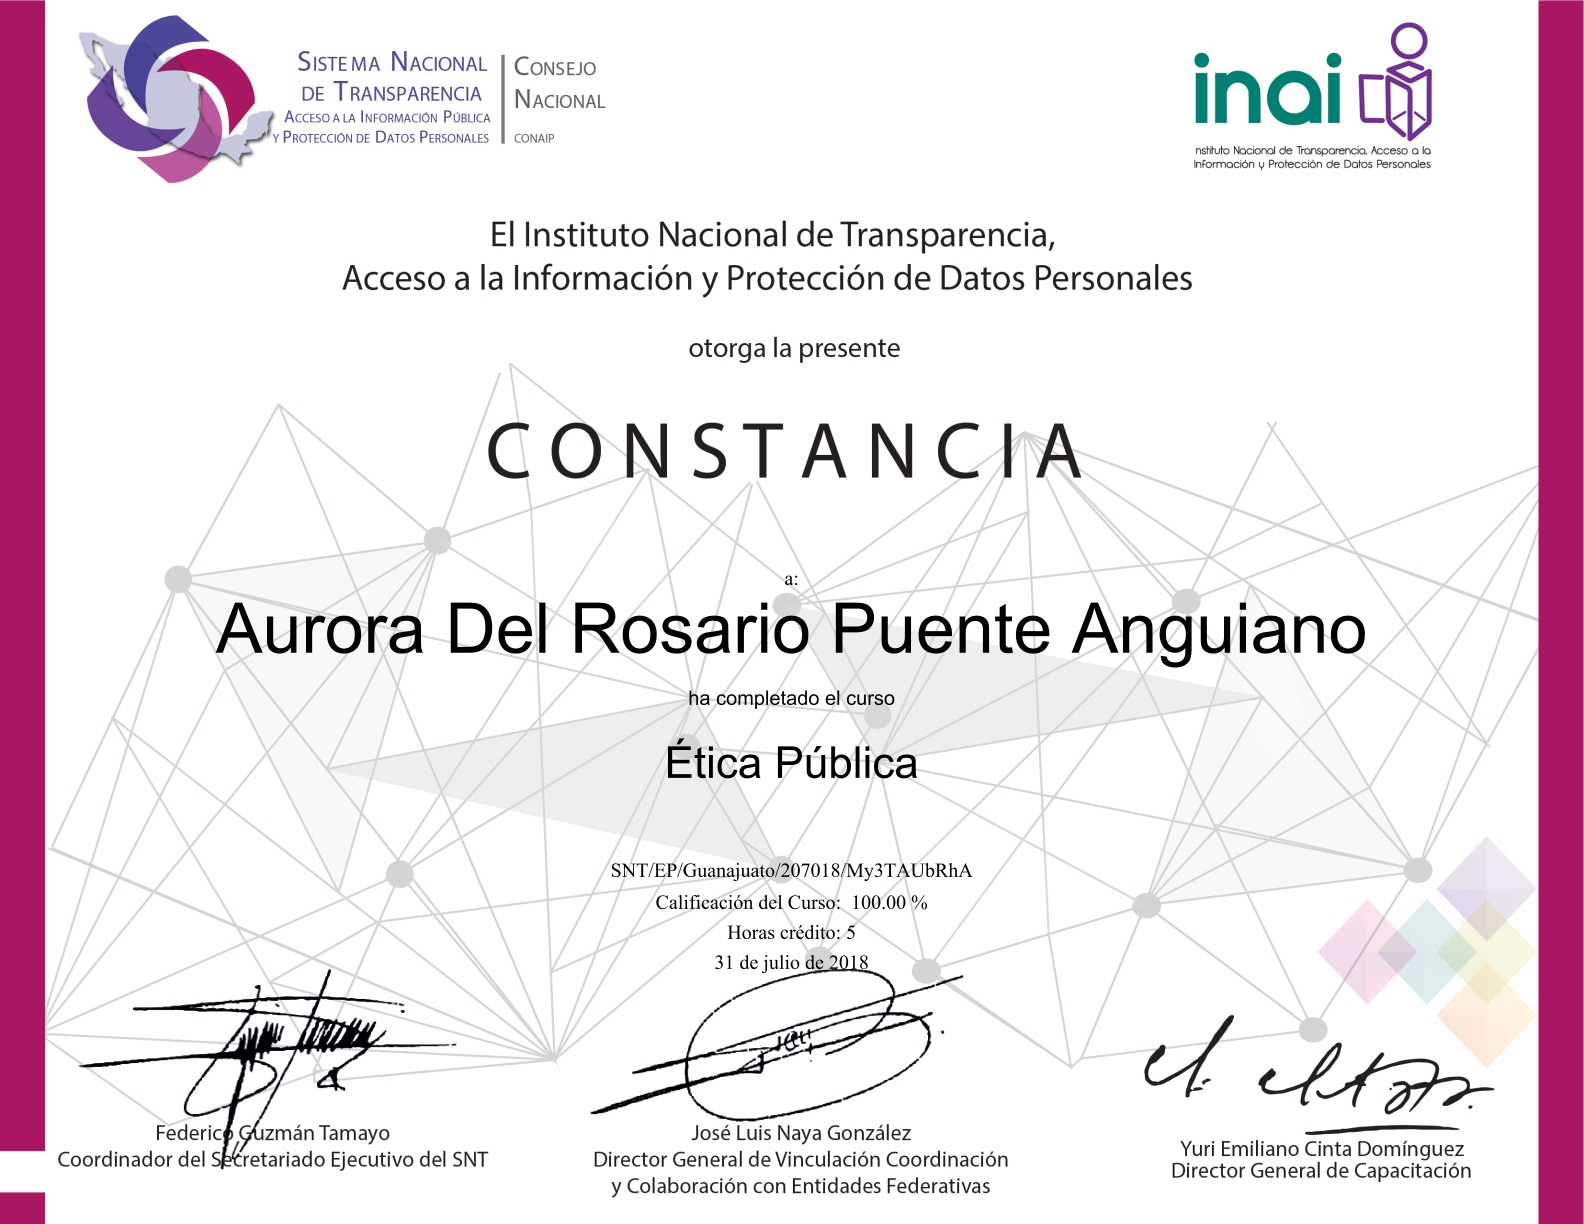 SISTEMA NACIONAL
DE TRANSPARENCIA
ACCESO A LA INFORMACIÓN PÚBLICA
Y PROTECCIÓN DE DATOS PERSONALES
CONSEJO
NACIONAL
CONAIP
inai
nstituto Nacional de Transparencia, Acceso a la
Información y Protección de Datos Personales
El Instituto Nacional de Transparencia,
Acceso a la Información y Protección de Datos Personales
otorga la presente
CONSTANCIA
a:
Aurora Del Rosario Puente Anguiano
ha completado el curso
Ética Pública
SNT/EP/Guanajuato/207018/My3TAUbRhA
Calificación del Curso: 100.00 %
Horas crédito: 5
31 de julio de 2018
Federico Guzmán Tamayo
Coordinador del Secretariado Ejecutivo del SNT
José Luis Naya González
Director General de Vinculación Coordinación
y Colaboración con Entidades Federativas
Yuri Emiliano Cinta Domínguez
Director General de Capacitación